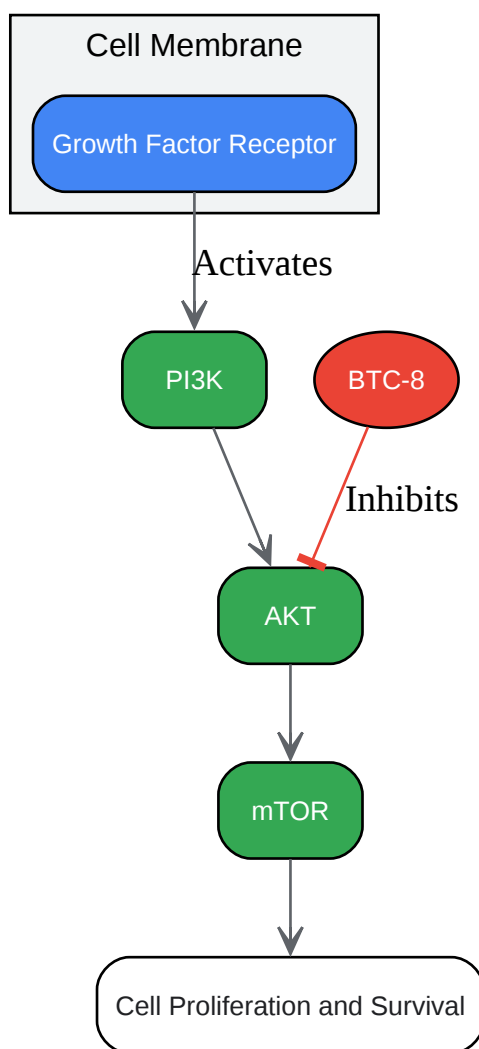 Cell Membrane
Growth Factor Receptor
Activates
PI3K
BTC-8
Inhibits
AKT
mTOR
Cell Proliferation and Survival